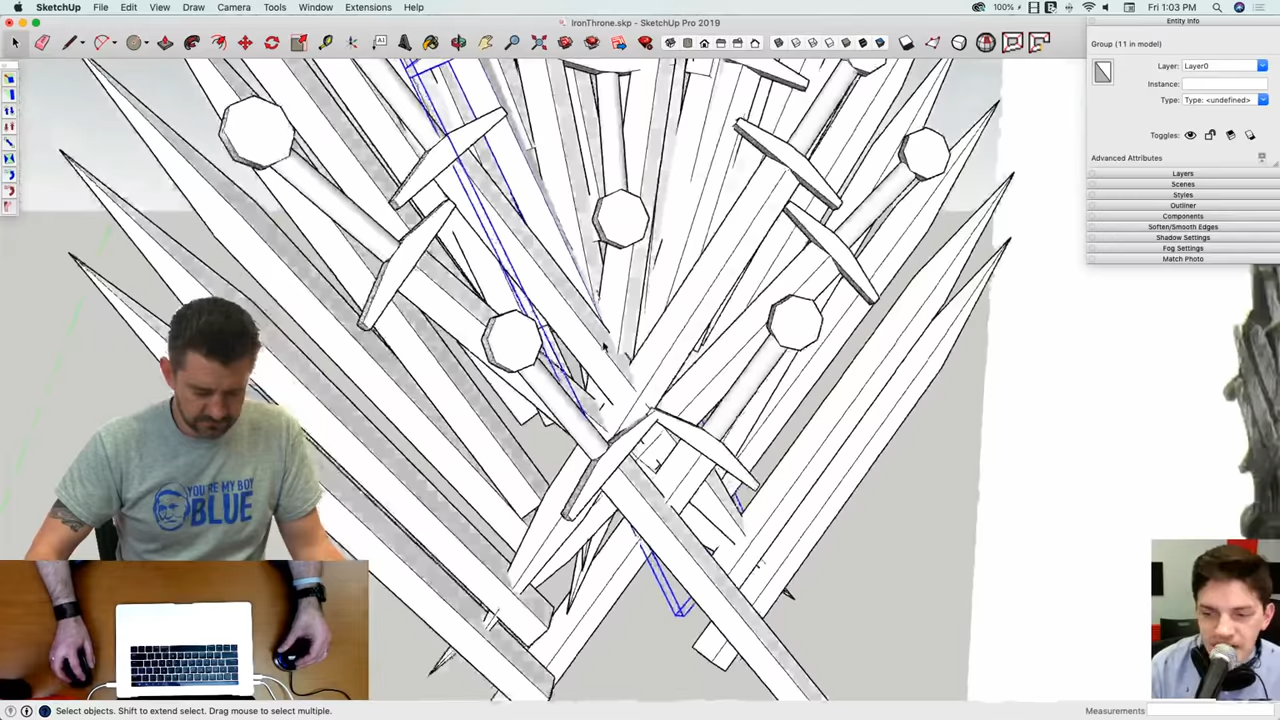 SketchUp File Edit View Draw Camera Tools Window Extensions Help
100% Fri 1:03 PM
IronThrone.skp - SketchUp Pro 2019
Entity Info
Group (11 in model)
Layer: Layer0
Instance:
Type: Type: <undefined>
Toggles:
Advanced Attributes
Layers
Scenes
Styles
Outliner
Components
Soften/Smooth Edges
Shadow Settings
Fog Settings
Match Photo
YOU'RE MY BOY
BLUE
Select objects. Shift to extend select. Drag mouse to select multiple.
Measurements